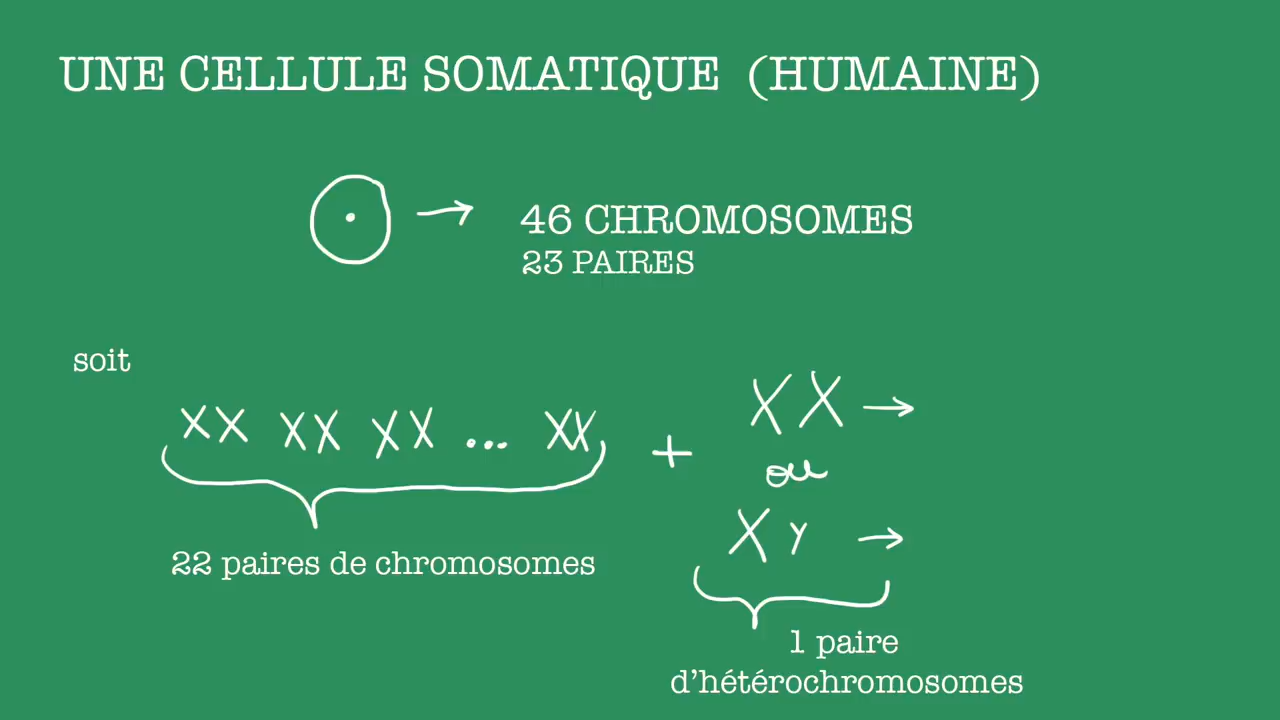 UNE CELLULE SOMATIQUE (HUMAINE)
46 CHROMOSOMES
23 PAIRES
soit
XX XX XX ... XX + XX
ou
XY
22 paires de chromosomes
1 paire
d'hétérochromosomes